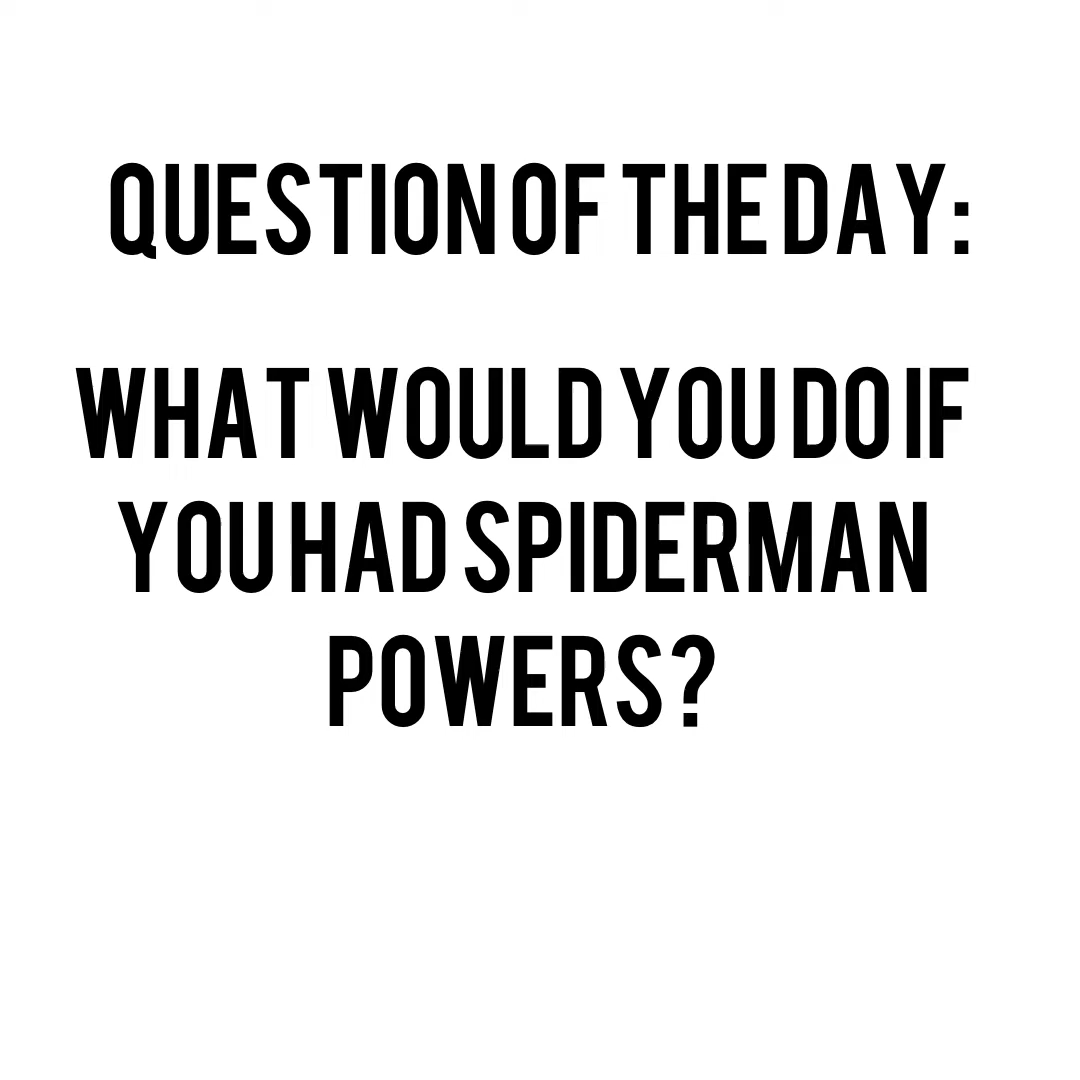 QUESTION OF THE DAY:
WHAT WOULD YOU DO IF
YOU HAD SPIDERMAN
POWERS?